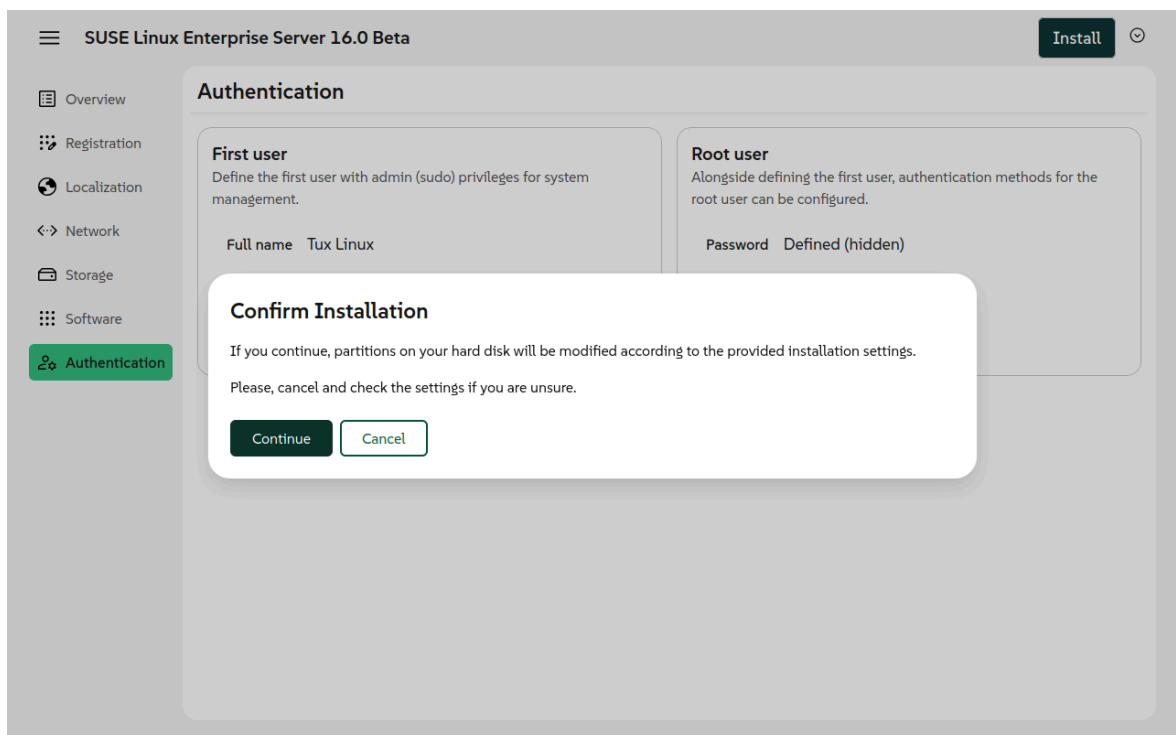 SUSE Linux Enterprise Server 16.0 Beta
Install
Overview
Registration
Localization
Network
Storage
Software
Authentication
Authentication
First user
Define the first user with admin (sudo) privileges for system
management.
Full name Tux Linux
Root user
Alongside defining the first user, authentication methods for the
root user can be configured.
Password Defined (hidden)
Confirm Installation
If you continue, partitions on your hard disk will be modified according to the provided installation settings.
Please, cancel and check the settings if you are unsure.
Continue
Cancel